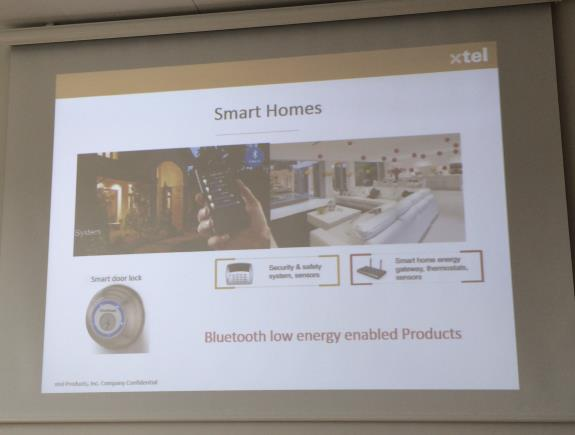 xtel
Smart Homes
System
Smart door lock
Security & safety
system, sensors
Smart home energy
gateway, thermostats,
sensors
Bluetooth low energy enabled Products
xtel Products, Inc. Company Confidential